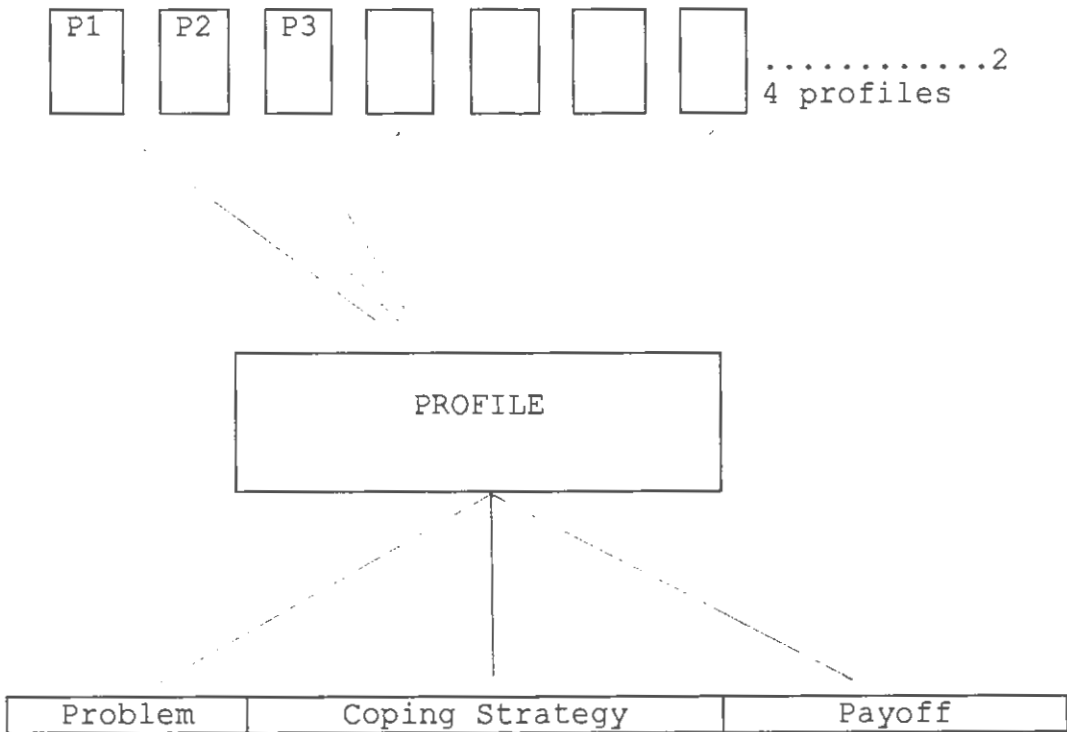 P1 P2 P3
............2
4 profiles
PROFILE
Problem Coping Strategy Payoff